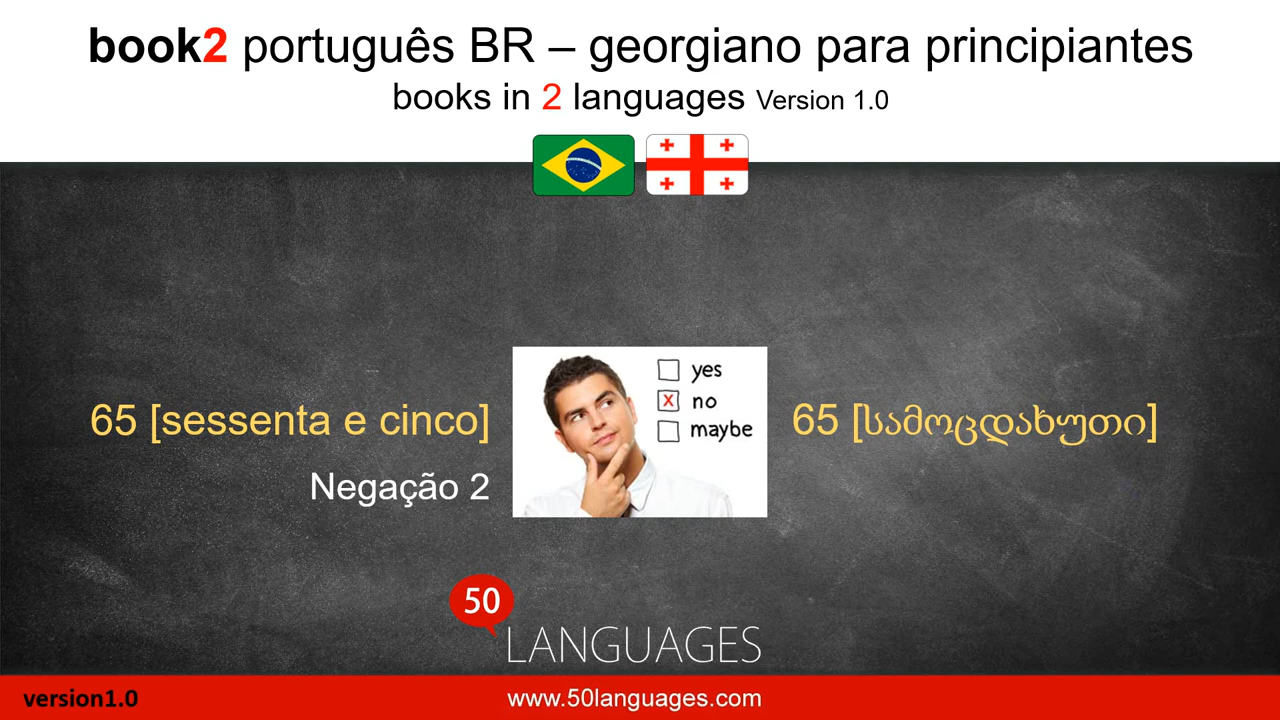 book2 português BR – georgiano para principiantes
books in 2 languages Version 1.0
65 [sessenta e cinco]
Negação 2
yes
x no
maybe
65 [სამოცდახუთი]
50
LANGUAGES
version1.0
www.50languages.com